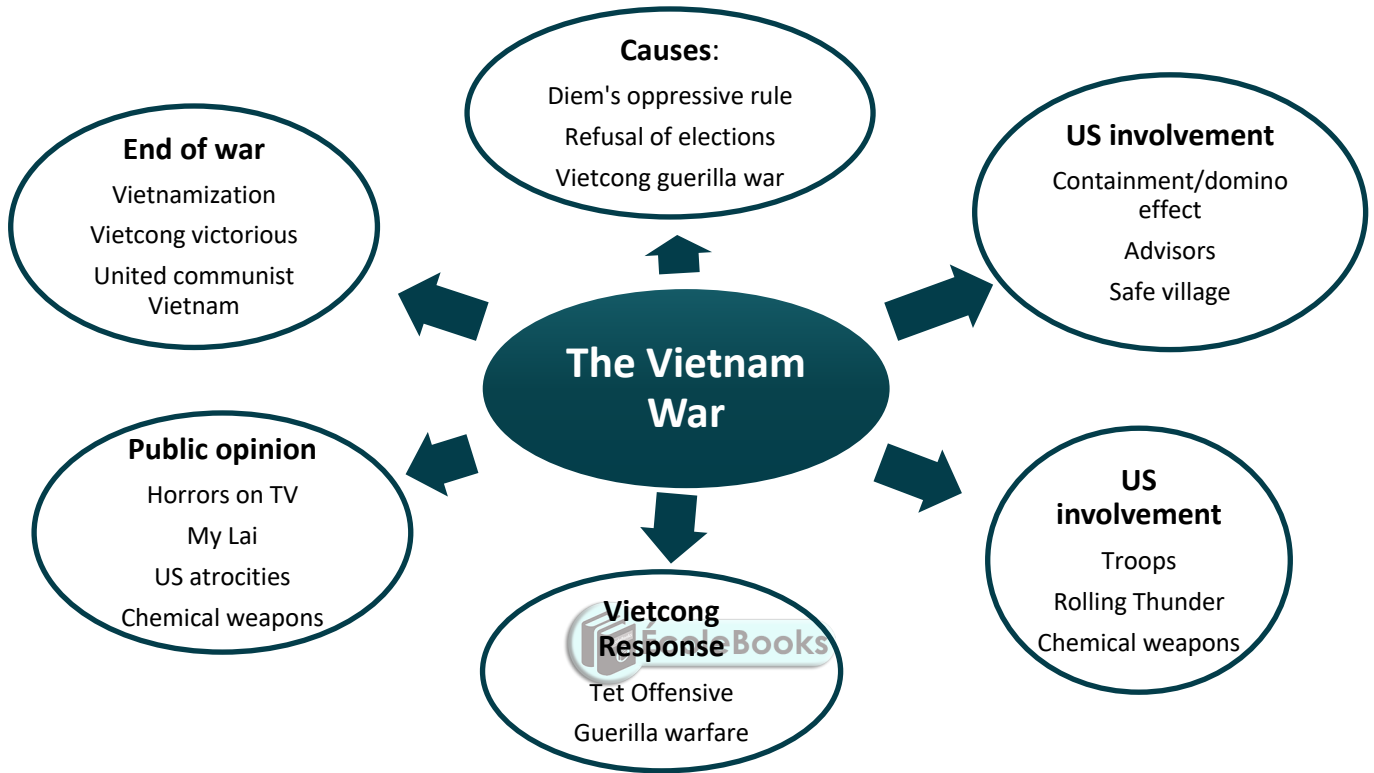 Causes:
Diem's oppressive rule
Refusal of elections
Vietcong guerilla war
US involvement
Containment/domino
effect
Advisors
Safe village
US
involvement
Troops
Rolling Thunder
Chemical weapons
Vietcong
Response
Tet Offensive
Guerilla warfare
ÉcoleBooks
Public opinion
Horrors on TV
My Lai
US atrocities
Chemical weapons
End of war
Vietnamization
Vietcong victorious
United communist
Vietnam
The Vietnam
War